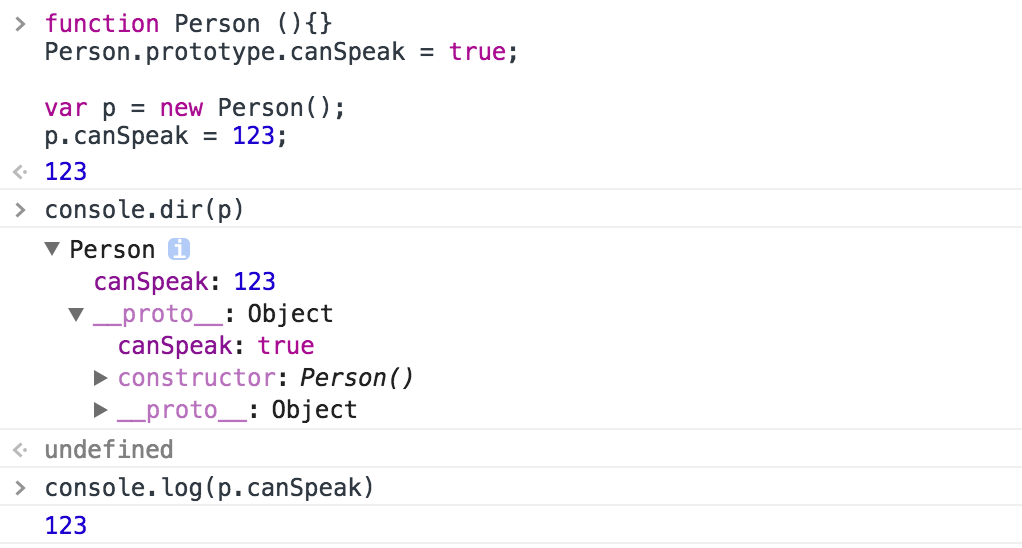 > function Person (){}
Person.prototype.canSpeak = true;
var p = new Person();
p.canSpeak = 123;
<· 123
> console.dir(p)
▼ Person i
canSpeak: 123
▼ __proto__: Object
canSpeak: true
▶ constructor: Person()
▶ __proto__: Object
<· undefined
> console.log(p.canSpeak)
123